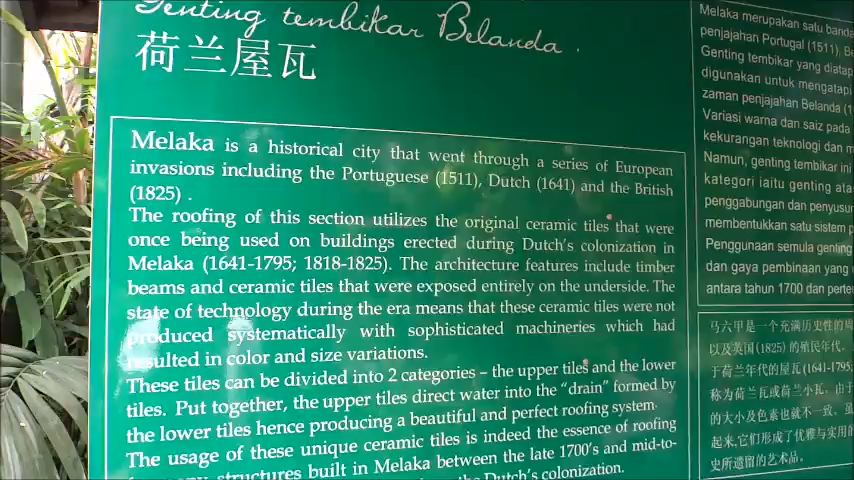 Genting tembikar Belanda.
荷兰屋瓦
Melaka is a historical city that went through a series of European
invasions including the Portuguese (1511), Dutch (1641) and the British
(1825) .
The roofing of this section utilizes the original ceramic tiles that were
once being used on buildings erected during Dutch's colonization in
Melaka (1641-1795; 1818-1825). The architecture features include timber
beams and ceramic tiles that were exposed entirely on the underside. The
state of technology during the era means that these ceramic tiles were not
produced systematically with sophisticated machineries which had
resulted in color and size variations.
These tiles can be divided into 2 categories – the upper tiles and the lower
tiles. Put together, the upper tiles direct water into the "drain" formed by
the lower tiles hence producing a beautiful and perfect roofing system.
The usage of these unique ceramic tiles is indeed the essence of roofing
structures built in Melaka between the late 1700's and mid-to-
the Dutch's colonization.
Melaka merupakan satu banda
penjajahan Portugal (1511), Be
Genting tembikar yang diatap
digunakan untuk mengatapi
zaman penjajahan Belanda (1
Variasi warna dan saiz pada
kekurangan teknologi dan m
Namun, genting tembikar ini
kategori iaitu genting ata
penggabungan dan penyusu
membentukkan satu sistem p
Penggunaan semula genting
dan gaya pembinaan yang
antara tahun 1700 dan perte
马六甲是一个充满历史性的
以及英国(1825) 的殖民年代。
于荷兰年代的屋瓦(1641-1795;
称为荷兰瓦或荷兰小瓦。由于
的大小及色素也就不一致。虽
起来,它们形成了优雅与实用的
史所遗留的艺术品。